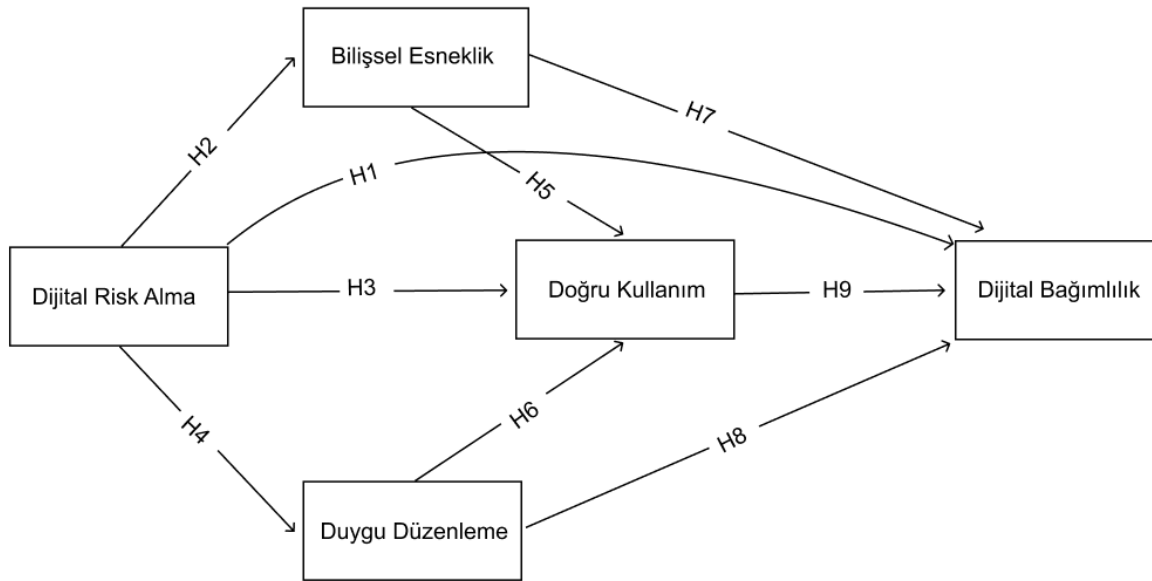 Bilişsel Esneklik
H7
H2
H1
H5
Dijital Risk Alma
H3
Doğru Kullanım
H9
Dijital Bağımlılık
H4
H6
H8
Duygu Düzenleme